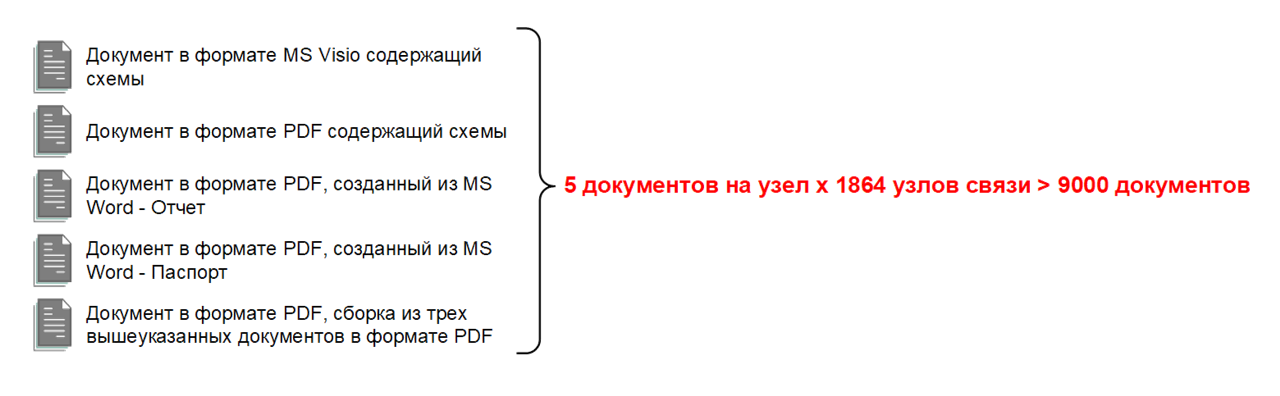 Документ в формате MS Visio содержащий
схемы
Документ в формате PDF содержащий схемы
Документ в формате PDF, созданный из MS
Word - Отчет
Документ в формате PDF, созданный из MS
Word - Паспорт
Документ в формате PDF, сборка из трех
вышеуказанных документов в формате PDF
5 документов на узел х 1864 узлов связи > 9000 документов